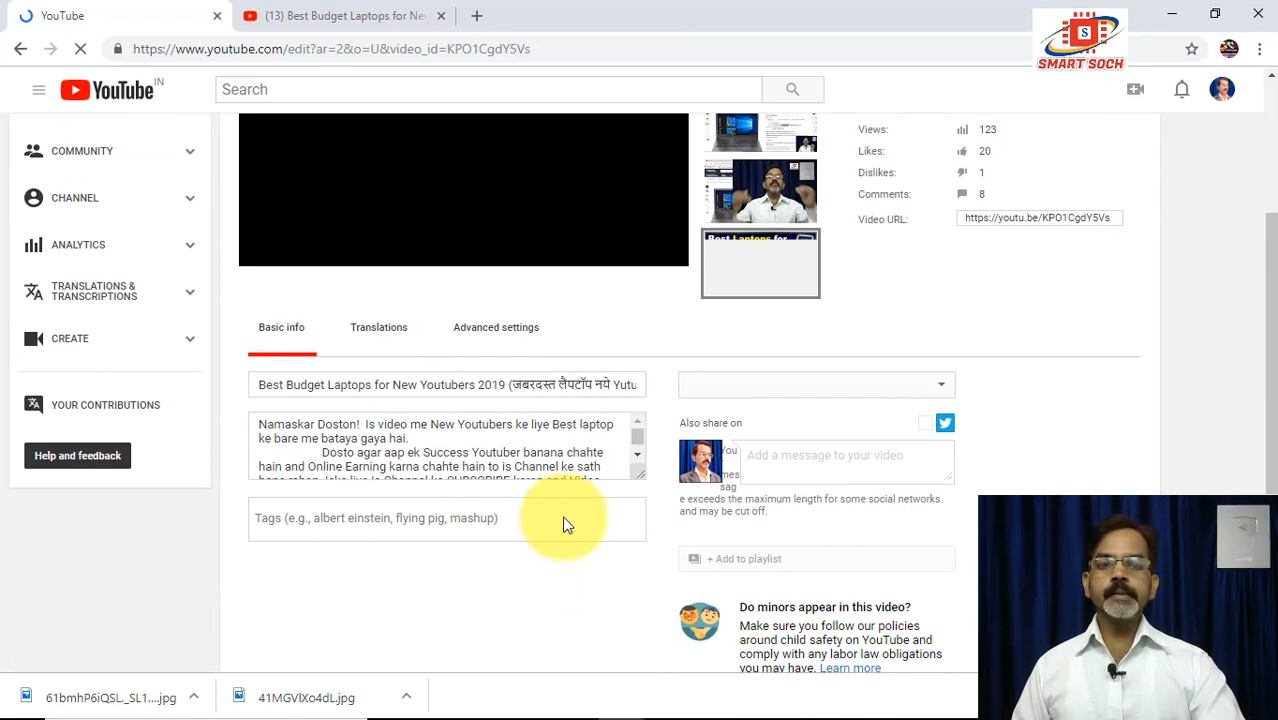 YouTube
(13) Best Budget Laptops for Ne
S
SMART SOCH
https://www.youtube.com/edit?ar=2&o=U&video_id=KPO1CgdY5Vs
YouTube IN
Search
COMMUNITY
CHANNEL
ANALYTICS
TRANSLATIONS &
TRANSCRIPTIONS
CREATE
YOUR CONTRIBUTIONS
Help and feedback
Best Laptops for
Views: 123
Likes: 20
Dislikes: 1
Comments: 8
Video URL: https://youtu.be/KPO1CgdY5Vs
Basic info Translations Advanced settings
Best Budget Laptops for New Youtubers 2019 (जबरदस्त लैपटॉप नये Yutu
Namaskar Doston! Is video me New Youtubers ke liye Best laptop
ke bare me bataya gaya hai.
Dosto agar aap ek Success Youtuber banana chahte
hain and Online Earning karna chahte hain to is Channel ke sath
Tags (e.g., albert einstein, flying pig, mashup)
Also share on
You
mes
sag
e exceeds the maximum length for some social networks
and may be cut off.
Add a message to your video
+ Add to playlist
Do minors appear in this video?
Make sure you follow our policies
around child safety on YouTube and
comply with any labor law obligations
you may have. Learn more
61bmhP6iQSL._SL1....jpg
41MGVlXo4dL.jpg